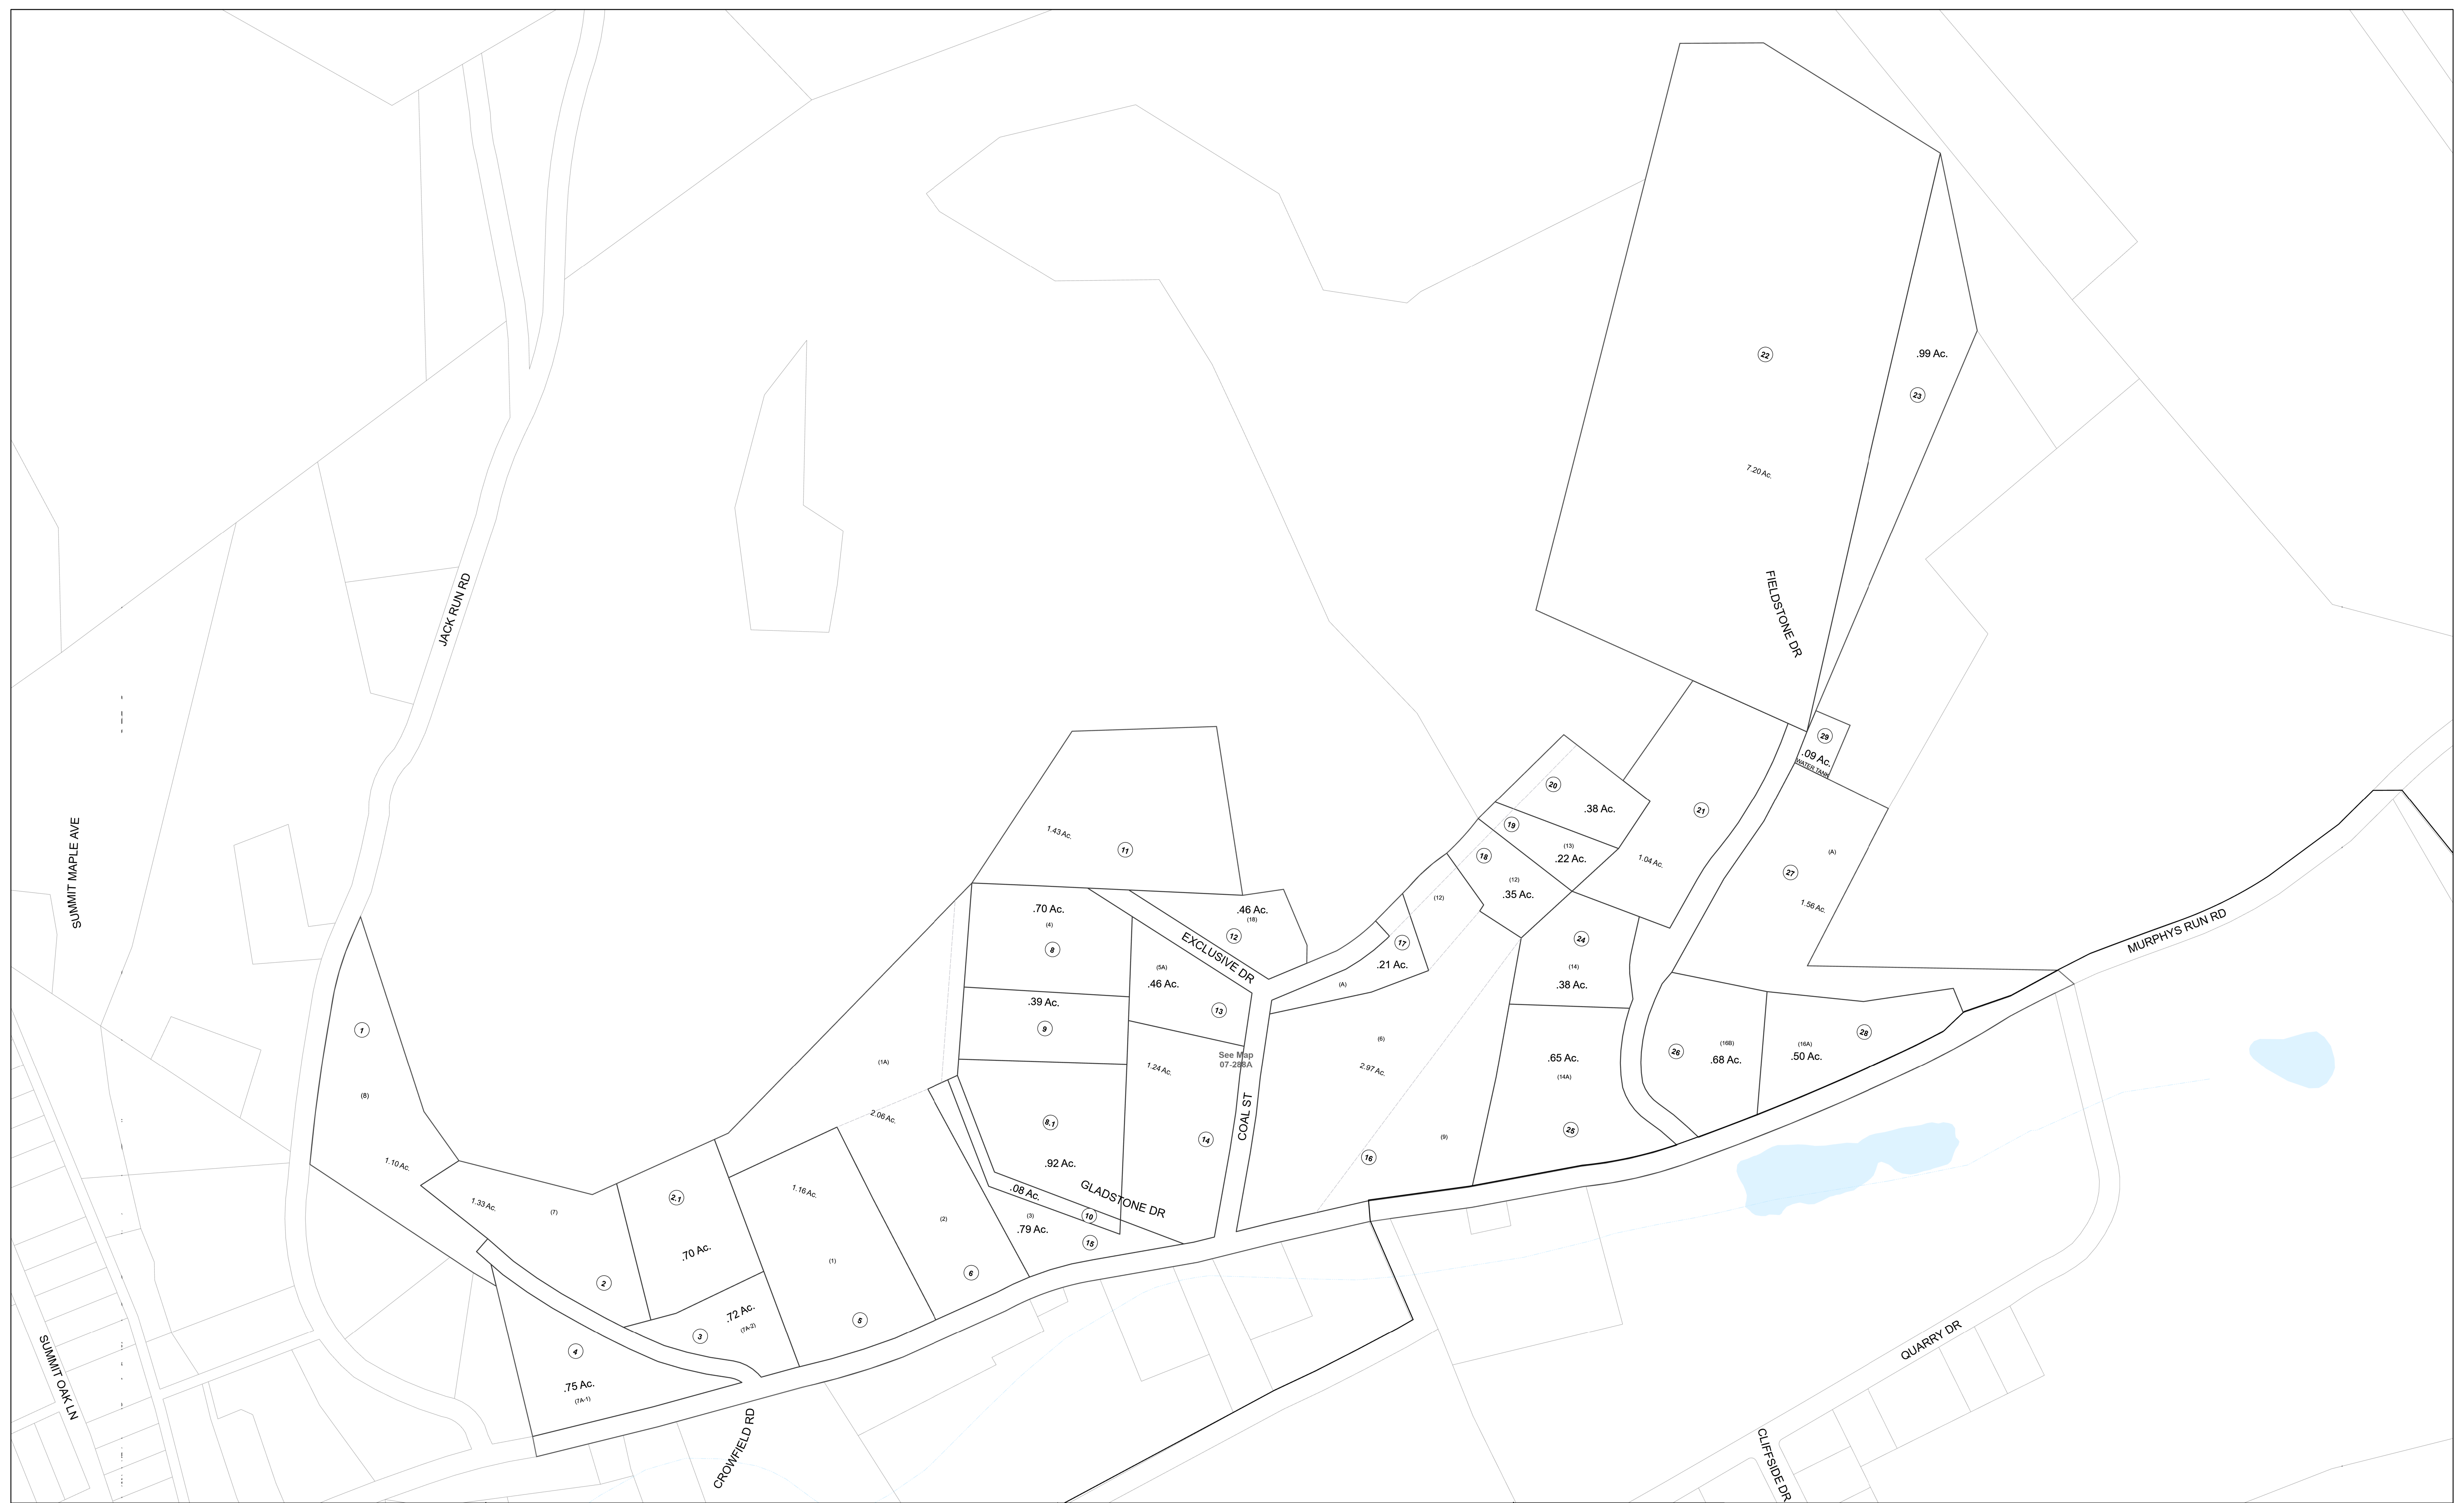 22
.99 Ac.
23
7.20 Ac.
FIELDSTONE DR
JACK RUN RD
29
.09 Ac.
WATER TANK
20
.38 Ac.
21
19
(13)
.22 Ac.
1.04 Ac.
18
(12)
.35 Ac.
(A)
27
1.56 Ac.
SUMMIT MAPLE AVE
1.43 Ac.
11
.70 Ac.
(4)
8
.46 Ac.
(18)
12
EXCLUSIVE DR
(12)
17
.21 Ac.
(A)
24
(14)
.38 Ac.
MURPHYS RUN RD
(5A)
.46 Ac.
13
.39 Ac.
9
1
(8)
1.10 Ac.
(1A)
2.06 Ac.
See Map
07-288A
1.24 Ac.
COAL ST
14
(6)
2.97 Ac.
(9)
16
.65 Ac.
(14A)
25
26
(16B)
.68 Ac.
(16A)
.50 Ac.
28
8.1
.92 Ac.
GLADSTONE DR
.08 Ac.
10
(3)
.79 Ac.
15
1.33 Ac.
(7)
2
2.1
.70 Ac.
1.16 Ac.
(1)
5
(2)
6
.72 Ac.
(7A-2)
3
4
.75 Ac.
(7A-1)
SUMMIT OAK LN
CROWFIELD RD
QUARRY DR
CLIFFSIDE DR